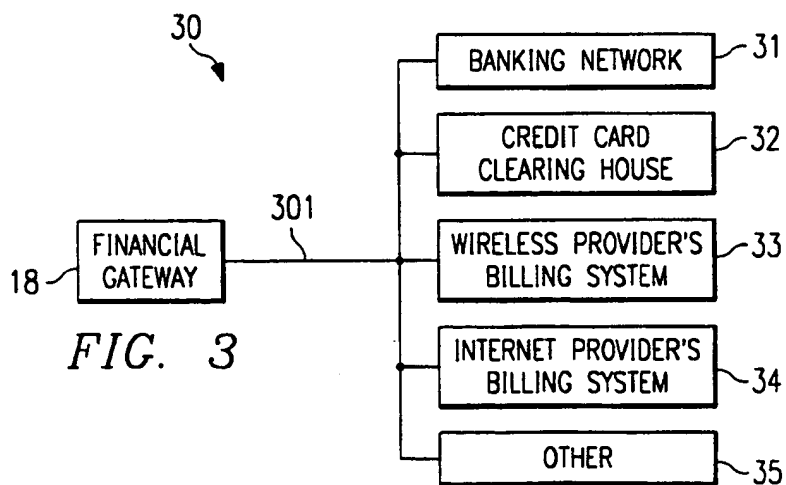 30
BANKING NETWORK
31
CREDIT CARD
CLEARING HOUSE
32
301
FINANCIAL
GATEWAY
18
WIRELESS PROVIDER'S
BILLING SYSTEM
33
FIG. 3
INTERNET PROVIDER'S
BILLING SYSTEM
34
OTHER
35